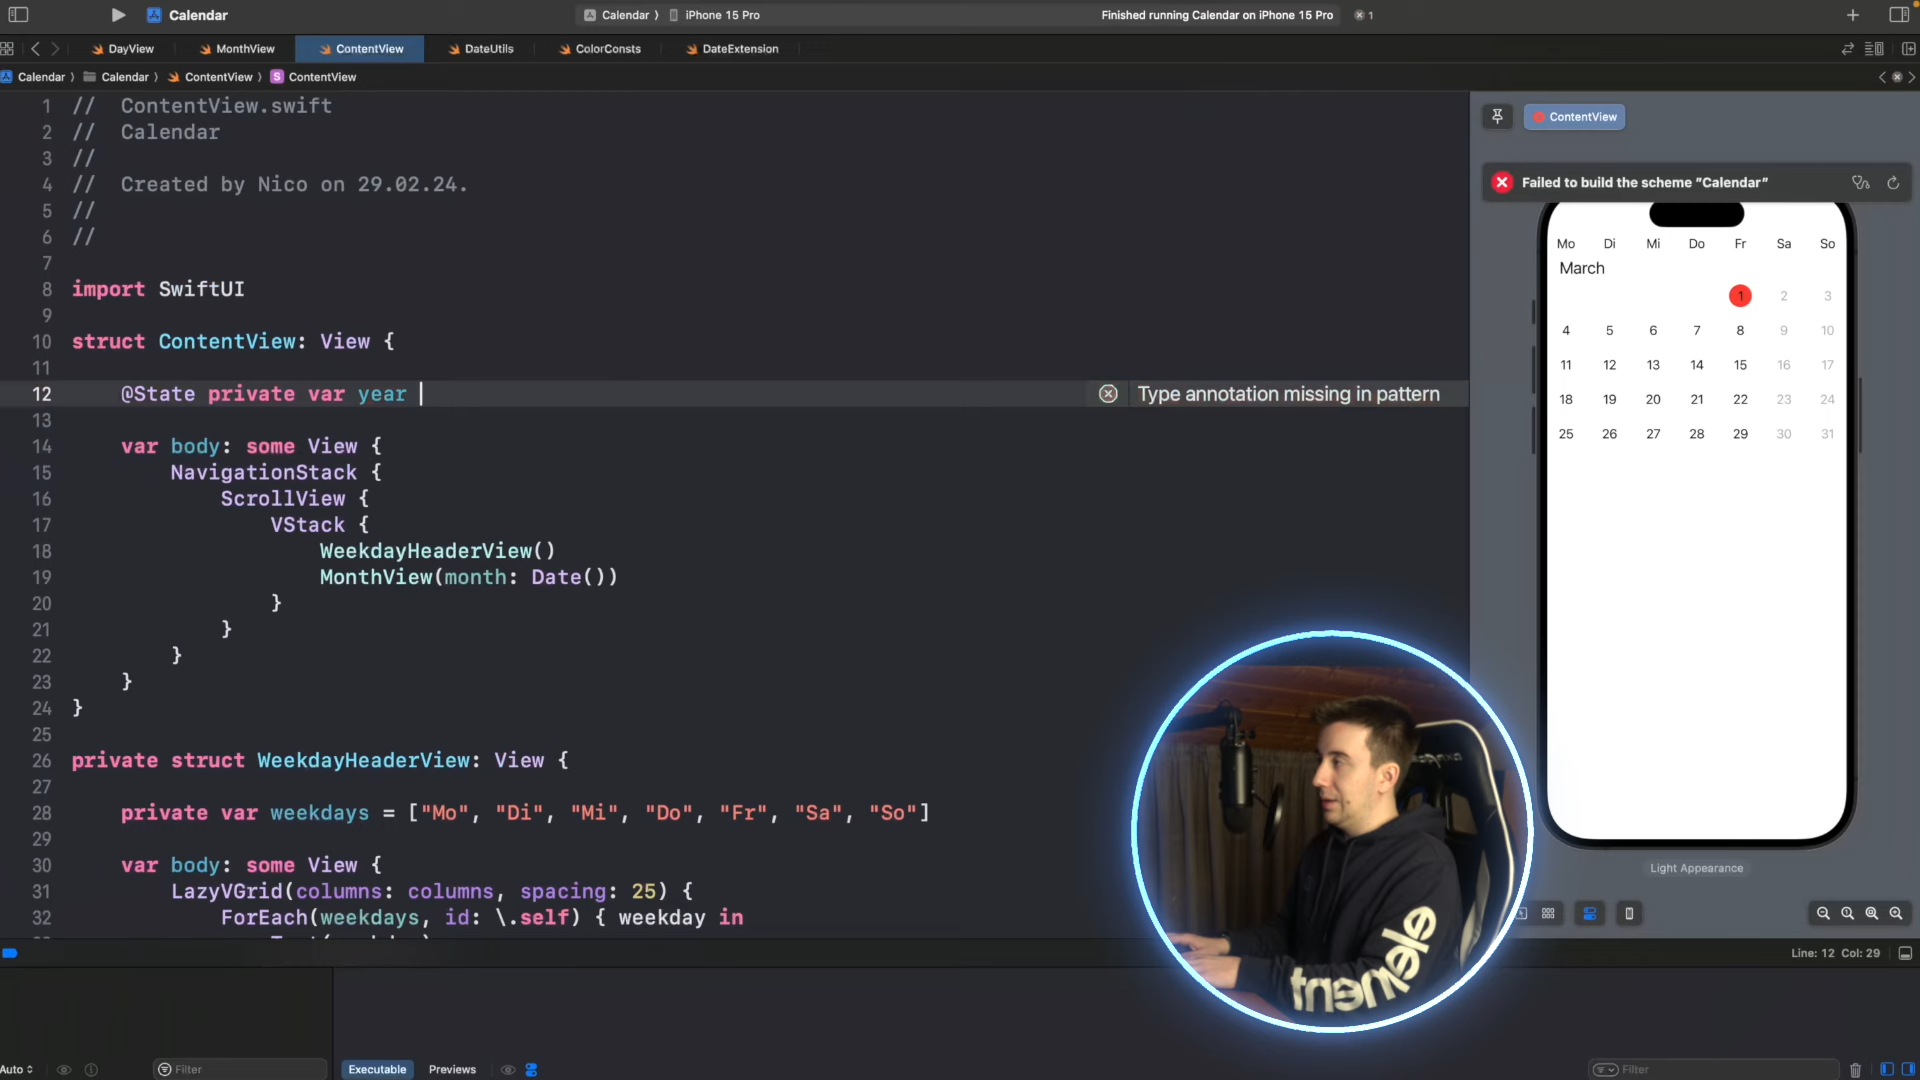 Calendar
Calendar 〉 iPhone 15 Pro
Finished running Calendar on iPhone 15 Pro
1
DayView
MonthView
ContentView
DateUtils
ColorConsts
DateExtension
Calendar 〉 Calendar 〉 ContentView 〉 S ContentView
1 // ContentView.swift
2 // Calendar
3 //
4 // Created by Nico on 29.02.24.
5 //
6 //
7
8 import SwiftUI
9
10 struct ContentView: View {
11
12 @State private var year
Type annotation missing in pattern
13
14 var body: some View {
15 NavigationStack {
16 ScrollView {
17 VStack {
18 WeekdayHeaderView()
19 MonthView(month: Date())
20 }
21 }
22 }
23 }
24 }
25
26 private struct WeekdayHeaderView: View {
27
28 private var weekdays = ["Mo", "Di", "Mi", "Do", "Fr", "Sa", "So"]
29
30 var body: some View {
31 LazyVGrid(columns: columns, spacing: 25) {
32 ForEach(weekdays, id: \.self) { weekday in
ContentView
Failed to build the scheme "Calendar"
Mo Di Mi Do Fr Sa So
March
1 2 3
4 5 6 7 8 9 10
11 12 13 14 15 16 17
18 19 20 21 22 23 24
25 26 27 28 29 30 31
Light Appearance
element
Line: 12 Col: 29
Auto
Filter
Executable
Previews
Filter